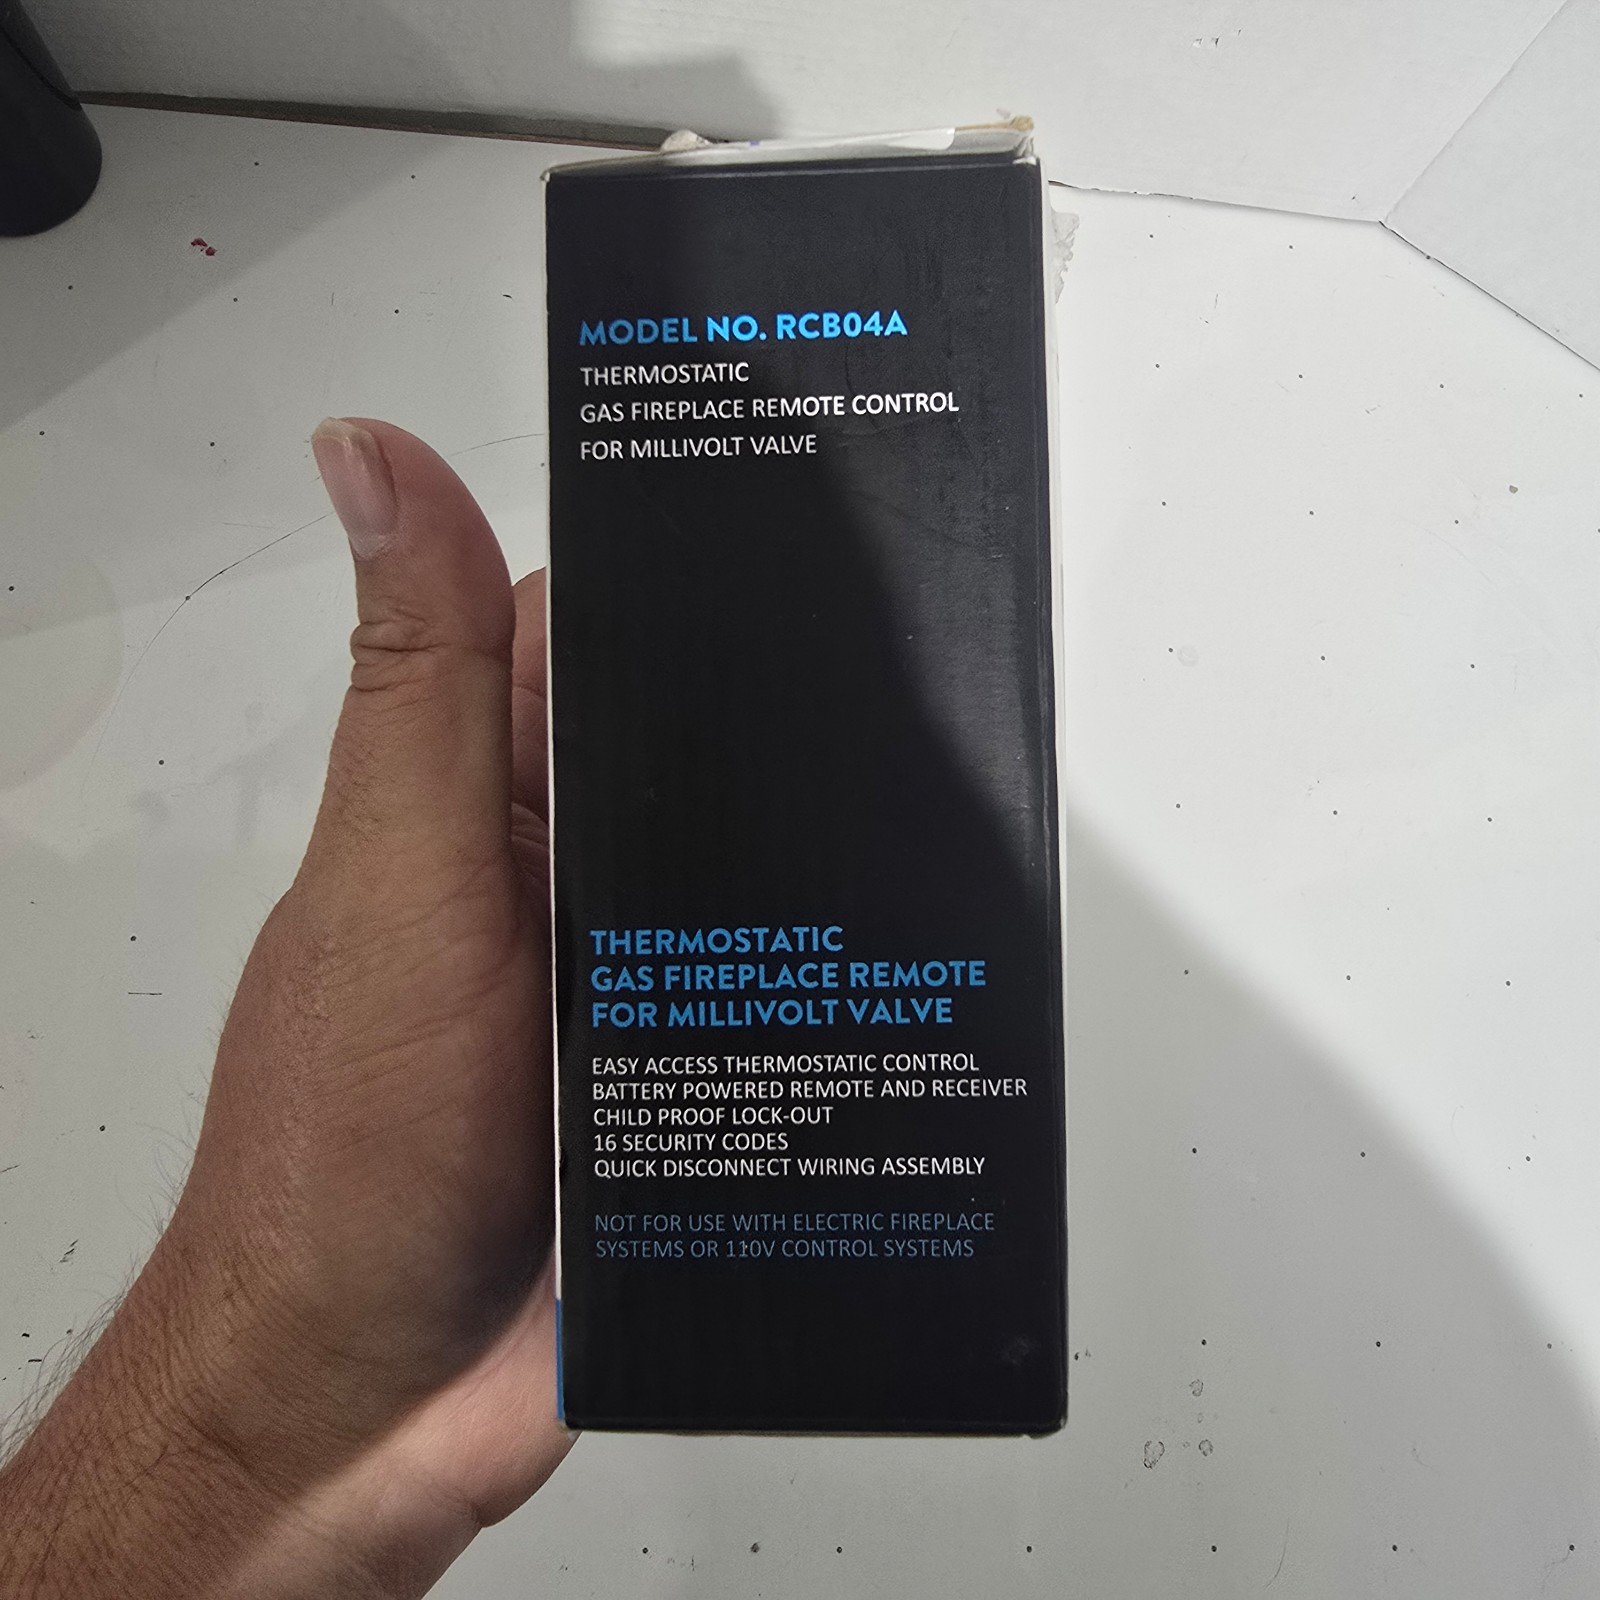 MODEL NO. RCB04A
THERMOSTATIC
GAS FIREPLACE REMOTE CONTROL
FOR MILLIVOLT VALVE
THERMOSTATIC
GAS FIREPLACE REMOTE
FOR MILLIVOLT VALVE
EASY ACCESS THERMOSTATIC CONTROL
BATTERY POWERED REMOTE AND RECEIVER
CHILD PROOF LOCK-OUT
16 SECURITY CODES
QUICK DISCONNECT WIRING ASSEMBLY
NOT FOR USE WITH ELECTRIC FIREPLACE
SYSTEMS OR 110V CONTROL SYSTEMS